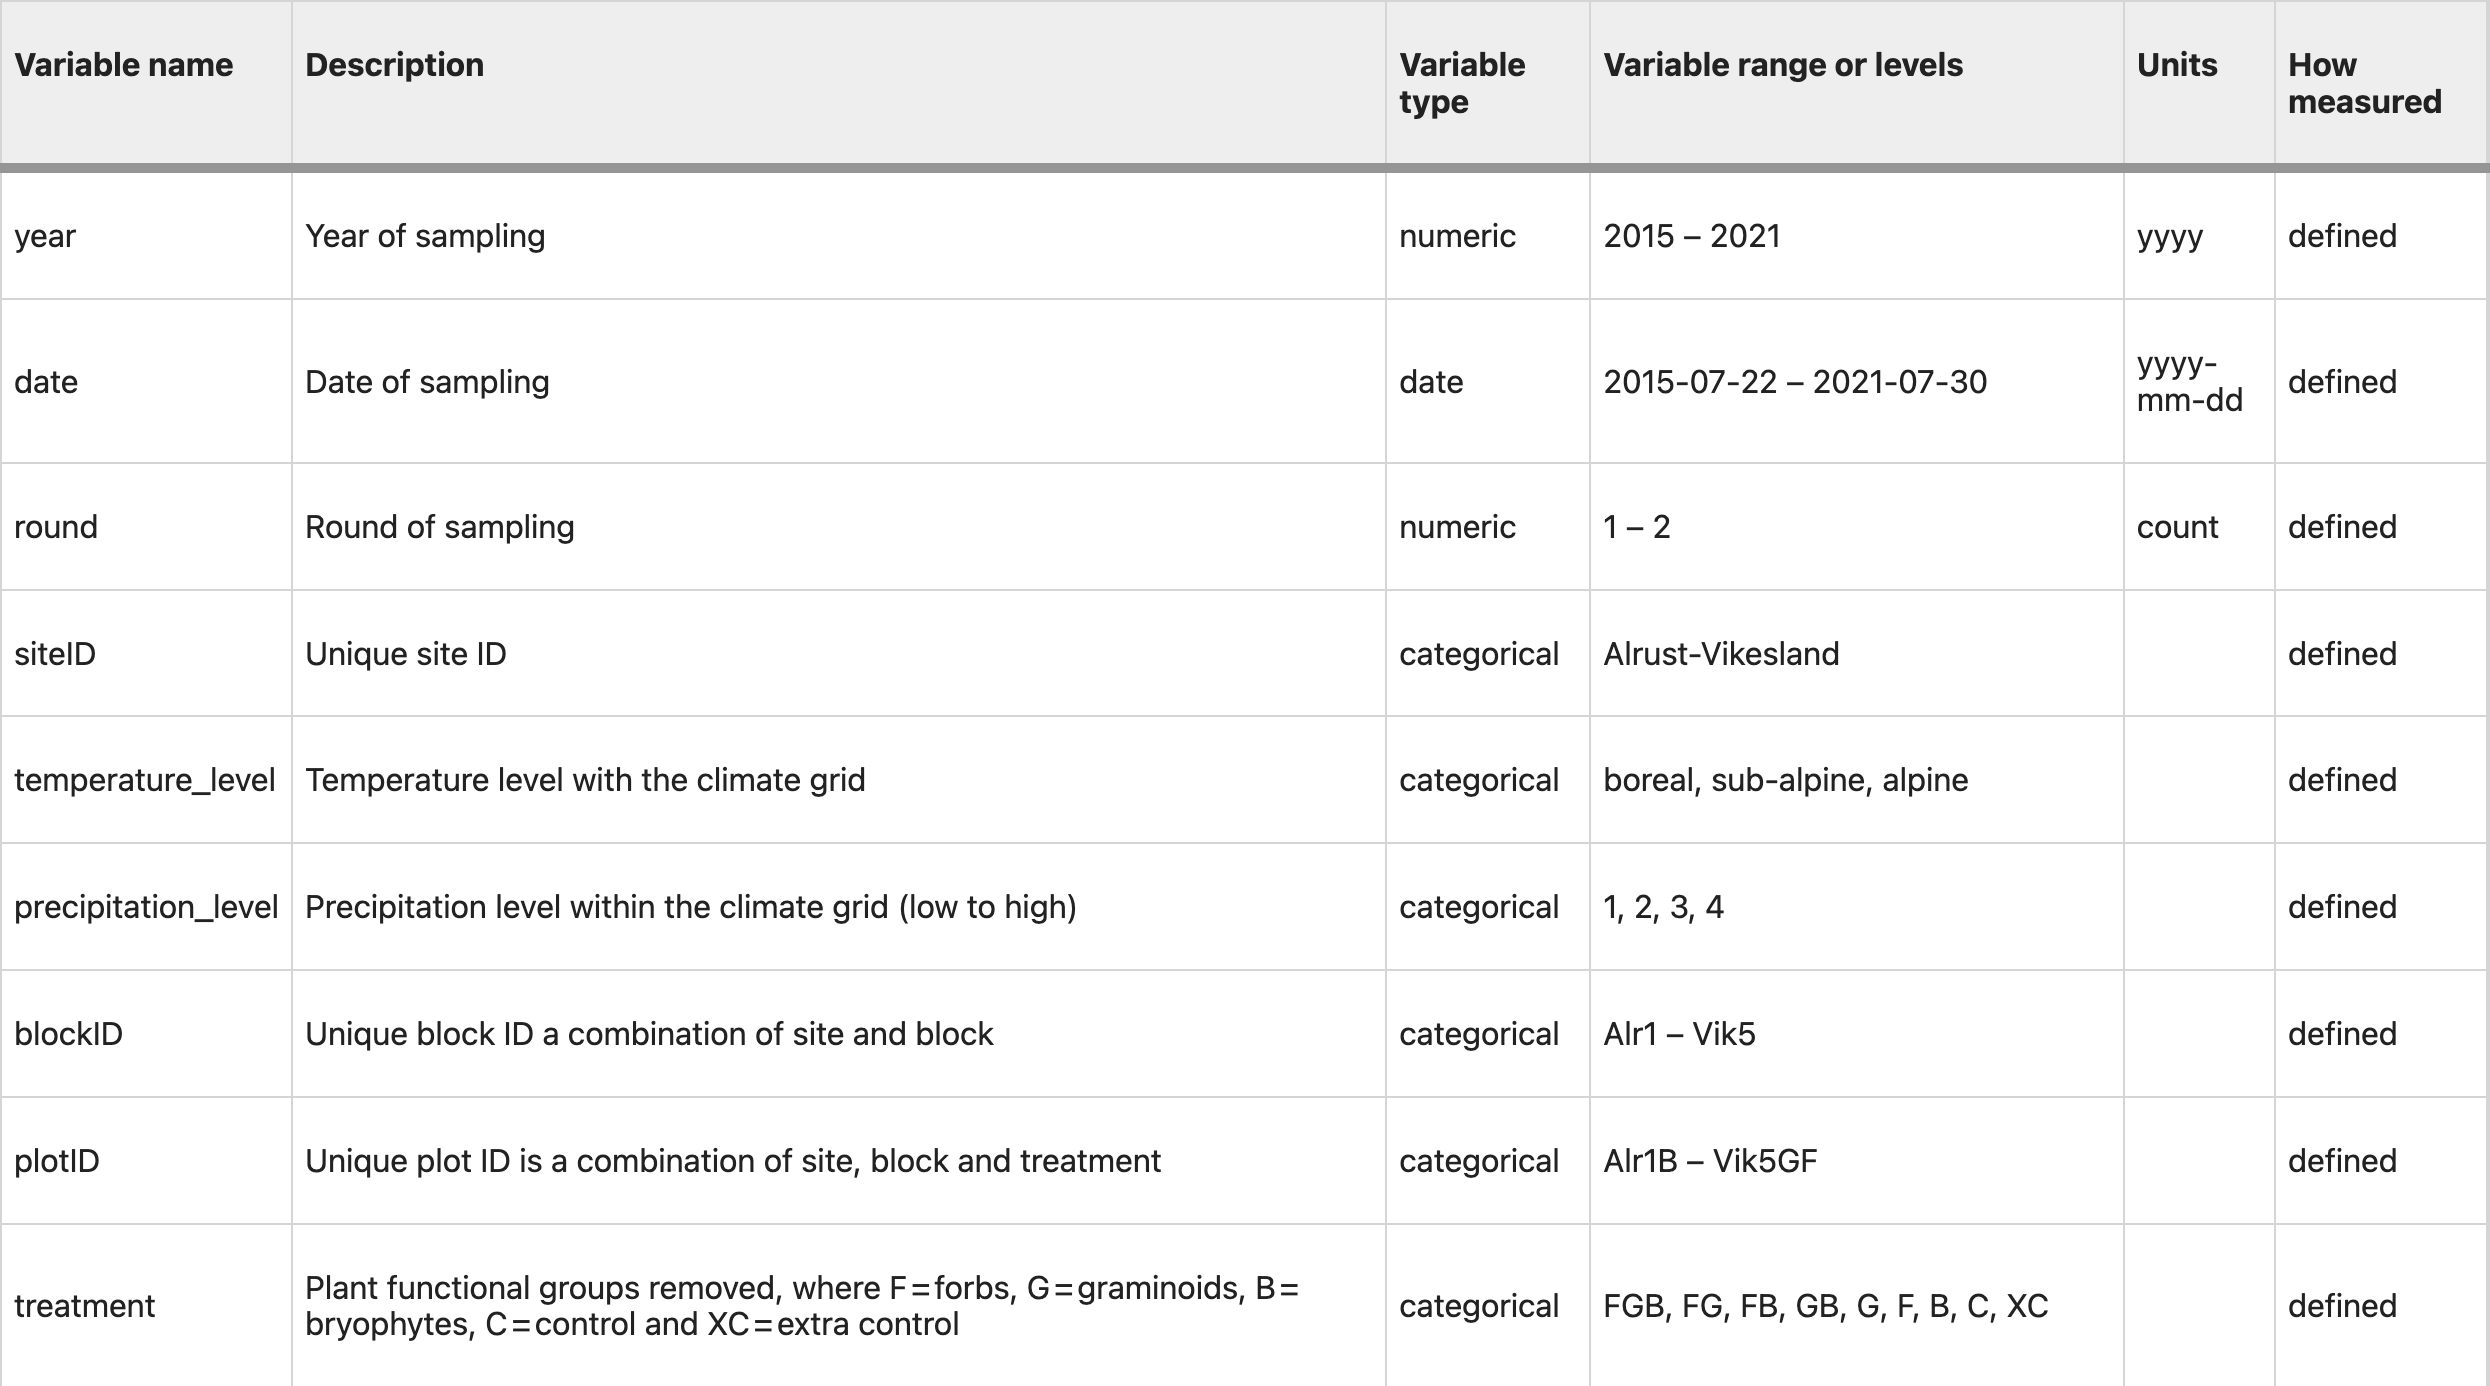 Variable name Description Variable type Variable range or levels Units How measured
year Year of sampling numeric 2015 – 2021 yyyy defined
date Date of sampling date 2015-07-22 – 2021-07-30 yyyy-mm-dd defined
round Round of sampling numeric 1 – 2 count defined
siteID Unique site ID categorical Alrust-Vikesland defined
temperature_level Temperature level with the climate grid categorical boreal, sub-alpine, alpine defined
precipitation_level Precipitation level within the climate grid (low to high) categorical 1, 2, 3, 4 defined
blockID Unique block ID a combination of site and block categorical Alr1 – Vik5 defined
plotID Unique plot ID is a combination of site, block and treatment categorical Alr1B – Vik5GF defined
treatment Plant functional groups removed, where F=forbs, G=graminoids, B=
bryophytes, C=control and XC=extra control categorical FGB, FG, FB, GB, G, F, B, C, XC defined